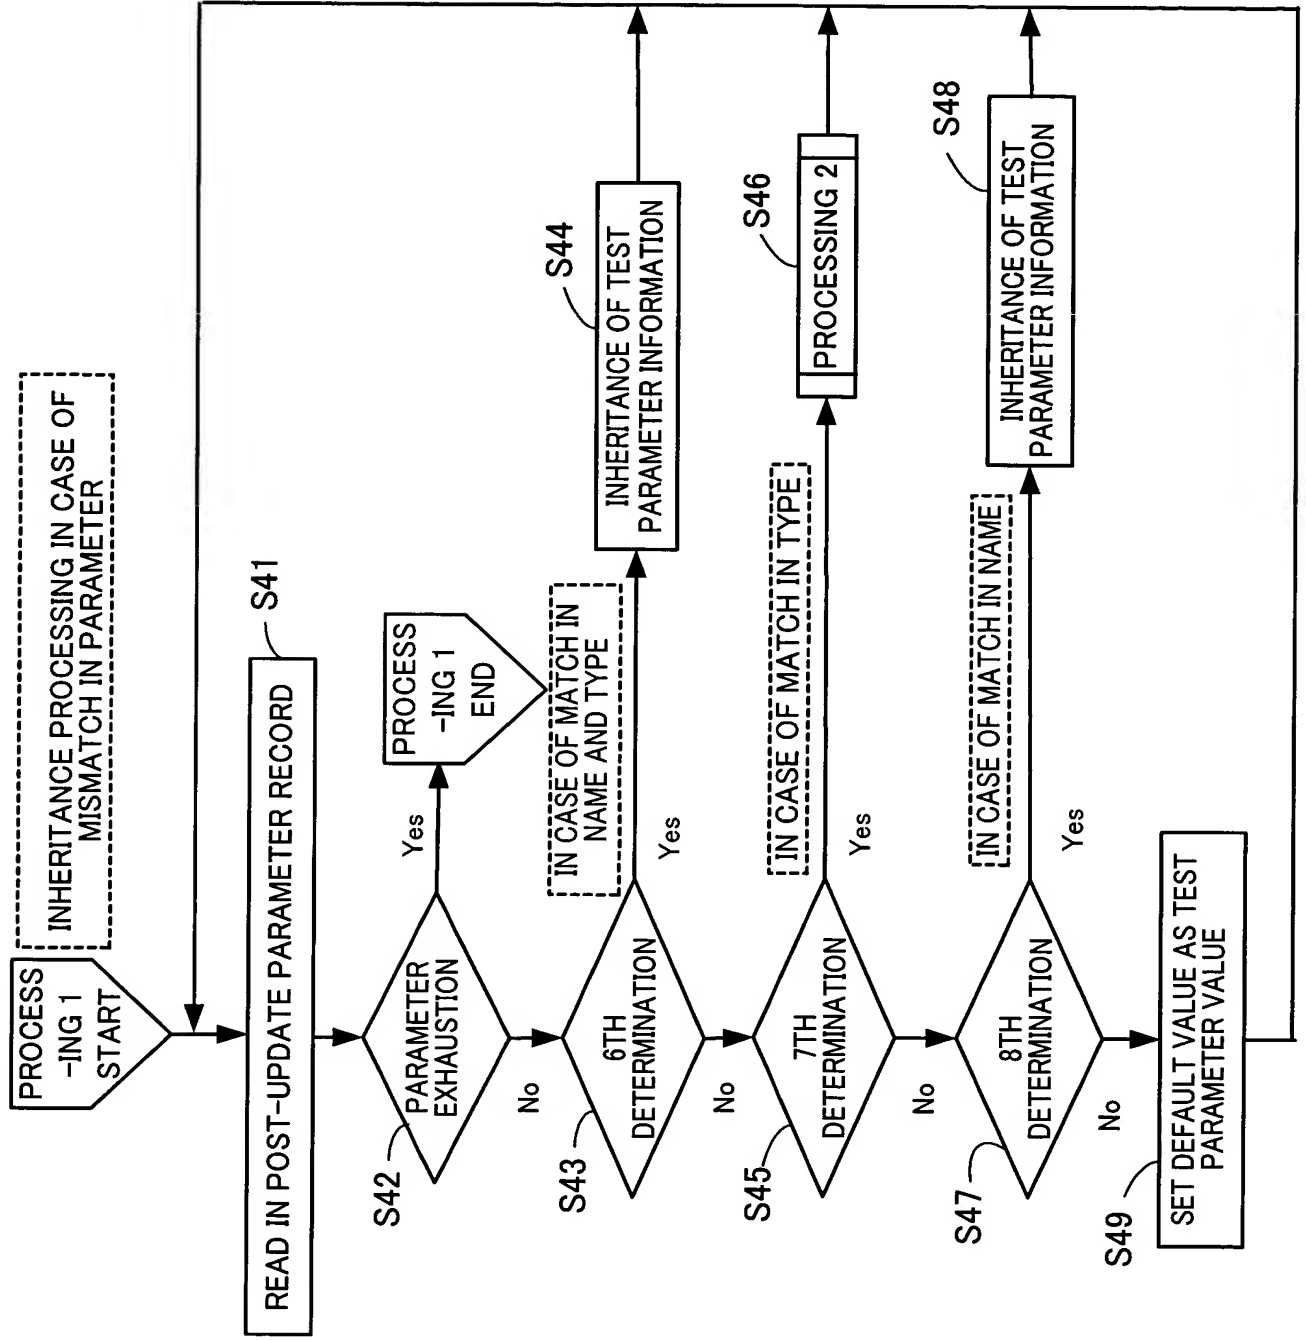 PROCESS
-ING 1
START
INHERITANCE PROCESSING IN CASE OF
MISMATCH IN PARAMETER
S41
READ IN POST-UPDATE PARAMETER RECORD
S42
PARAMETER
EXHAUSTION
Yes
PROCESS
-ING 1
END
No
S43
6TH
DETERMINATION
Yes
IN CASE OF MATCH IN
NAME AND TYPE
S44
INHERITANCE OF TEST
PARAMETER INFORMATION
No
S45
7TH
DETERMINATION
Yes
IN CASE OF MATCH IN TYPE
S46
PROCESSING 2
No
S47
8TH
DETERMINATION
Yes
IN CASE OF MATCH IN NAME
S48
INHERITANCE OF TEST
PARAMETER INFORMATION
No
S49
SET DEFAULT VALUE AS TEST
PARAMETER VALUE